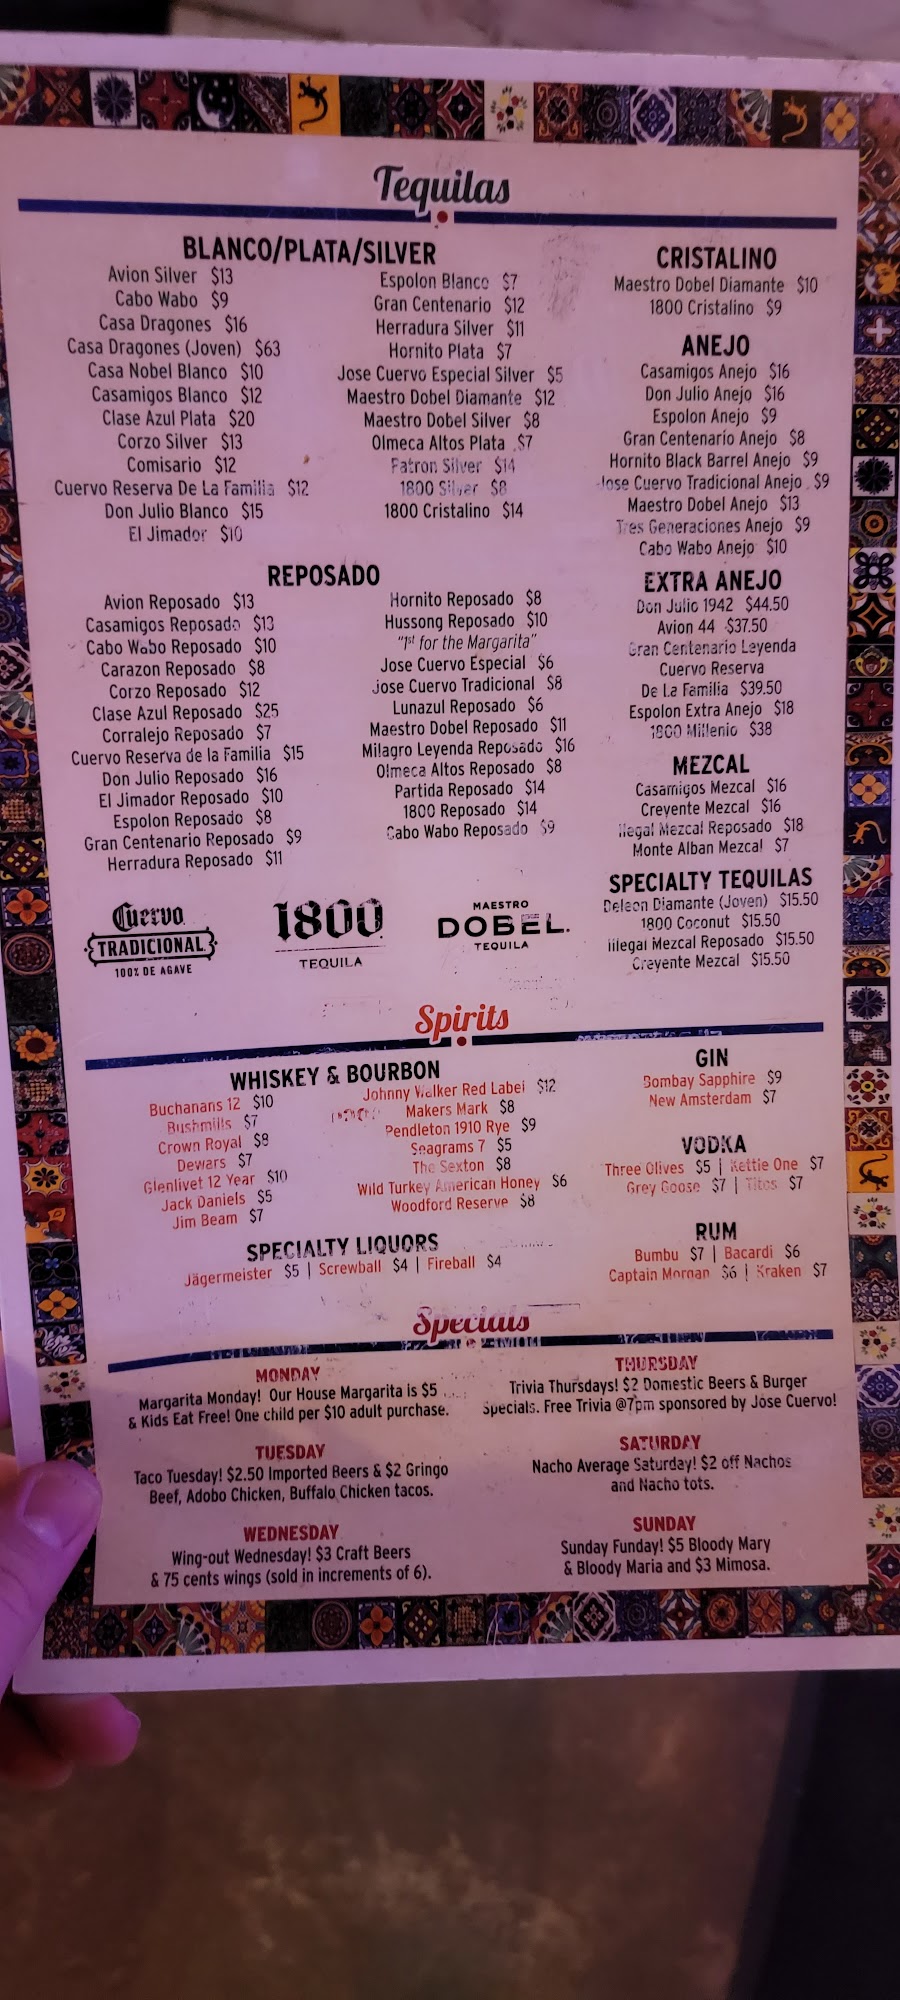 Tequilas
BLANCO/PLATA/SILVER
Avion Silver $13
Cabo Wabo $9
Casa Dragones $16
Casa Dragones (Joven) $63
Casa Nobel Blanco $10
Casamigos Blanco $12
Clase Azul Plata $20
Corzo Silver $13
Comisario $12
Cuervo Reserva De La Familia $12
Don Julio Blanco $15
El Jimador $10
Espolon Blanco $7
Gran Centenario $12
Herradura Silver $11
Hornito Plata $7
Jose Cuervo Especial Silver $5
Maestro Dobel Diamante $12
Maestro Dobel Silver $8
Olmeca Altos Plata $7
Patron Silver $14
1800 Silver $8
1800 Cristalino $14
CRISTALINO
Maestro Dobel Diamante $10
1800 Cristalino $9
ANEJO
Casamigos Anejo $16
Don Julio Anejo $16
Espolon Anejo $9
Gran Centenario Anejo $8
Hornito Black Barrel Anejo $9
Jose Cuervo Tradicional Anejo $9
Maestro Dobel Anejo $13
Tres Generaciones Anejo $9
Cabo Wabo Anejo $10
REPOSADO
Avion Reposado $13
Casamigos Reposado $13
Cabo Wabo Reposado $10
Carazon Reposado $8
Corzo Reposado $12
Clase Azul Reposado $25
Corralejo Reposado $7
Cuervo Reserva de la Familia $15
Don Julio Reposado $16
El Jimador Reposado $10
Espolon Reposado $8
Gran Centenario Reposado $9
Herradura Reposado $11
Hornito Reposado $8
Hussong Reposado $10
"1st for the Margarita"
Jose Cuervo Especial $6
Jose Cuervo Tradicional $8
Lunazul Reposado $6
Maestro Dobel Reposado $11
Milagro Leyenda Reposado $16
Olmeca Altos Reposado $8
Partida Reposado $14
1800 Reposado $14
Cabo Wabo Reposado $9
EXTRA ANEJO
Don Julio 1942 $44.50
Avion 44 $37.50
Gran Centenario Leyenda
Cuervo Reserva
De La Familia $39.50
Espolon Extra Anejo $18
1800 Millenio $38
MEZCAL
Casamigos Mezcal $16
Creyente Mezcal $16
Ilegal Mezcal Reposado $18
Monte Alban Mezcal $7
SPECIALTY TEQUILAS
Deleon Diamante (Joven) $15.50
1800 Coconut $15.50
Illegal Mezcal Reposado $15.50
Creyente Mezcal $15.50
Cuervo
TRADICIONAL
100% DE AGAVE
1800
TEQUILA
MAESTRO
DOBEL.
TEQUILA
Spirits
WHISKEY & BOURBON
Buchanans 12 $10
Bushmills $7
Crown Royal $8
Dewars $7
Glenlivet 12 Year $10
Jack Daniels $5
Jim Beam $7
Johnny Walker Red Label $12
Makers Mark $8
Pendleton 1910 Rye $9
Seagrams 7 $5
The Sexton $8
Wild Turkey American Honey $6
Woodford Reserve $8
GIN
Bombay Sapphire $9
New Amsterdam $7
VODKA
Three Olives $5 | Kettie One $7
Grey Goose $7 | Titos $7
SPECIALTY LIQUORS
Jägermeister $5 | Screwball $4 | Fireball $4
RUM
Bumbu $7 | Bacardi $6
Captain Morgan $6 | Kraken $7
Specials
MONDAY
Margarita Monday! Our House Margarita is $5
& Kids Eat Free! One child per $10 adult purchase.
TUESDAY
Taco Tuesday! $2.50 Imported Beers & $2 Gringo
Beef, Adobo Chicken, Buffalo Chicken tacos.
WEDNESDAY
Wing-out Wednesday! $3 Craft Beers
& 75 cents wings (sold in increments of 6).
THURSDAY
Trivia Thursdays! $2 Domestic Beers & Burger
Specials. Free Trivia @7pm sponsored by Jose Cuervo!
SATURDAY
Nacho Average Saturday! $2 off Nachos
and Nacho tots.
SUNDAY
Sunday Funday! $5 Bloody Mary
& Bloody Maria and $3 Mimosa.